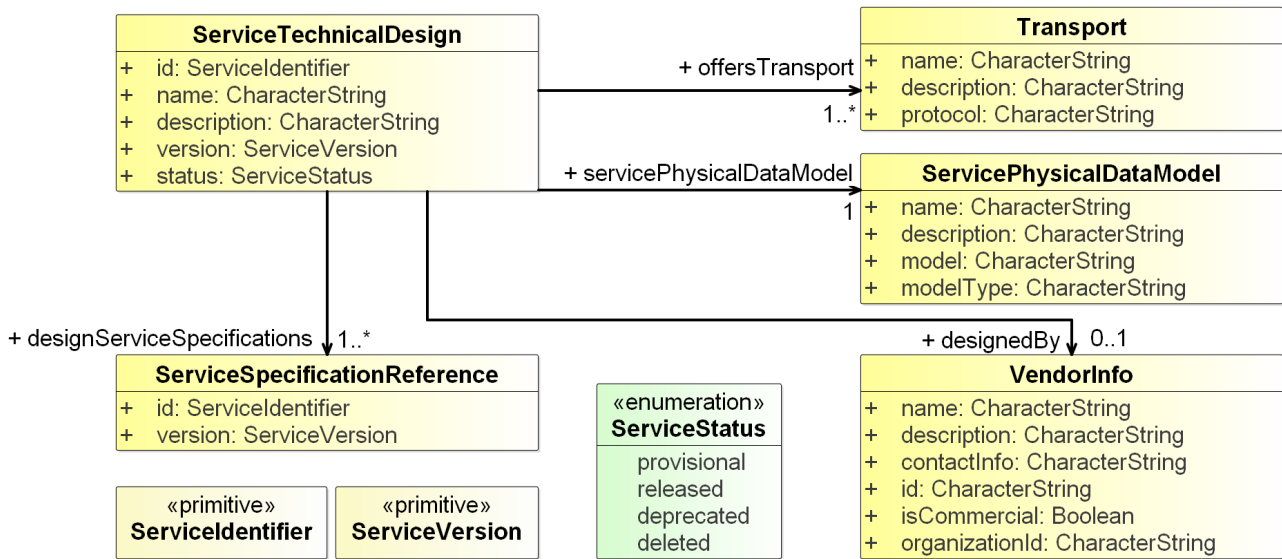 ServiceTechnicalDesign
+ id: ServiceIdentifier
+ name: CharacterString
+ description: CharacterString
+ version: ServiceVersion
+ status: ServiceStatus
+ offersTransport
1..*
Transport
+ name: CharacterString
+ description: CharacterString
+ protocol: CharacterString
+ servicePhysicalDataModel
1
ServicePhysicalDataModel
+ name: CharacterString
+ description: CharacterString
+ model: CharacterString
+ modelType: CharacterString
+ designServiceSpecifications
1..*
ServiceSpecificationReference
+ id: ServiceIdentifier
+ version: ServiceVersion
+ designedBy
0..1
VendorInfo
+ name: CharacterString
+ description: CharacterString
+ contactInfo: CharacterString
+ id: CharacterString
+ isCommercial: Boolean
+ organizationId: CharacterString
«enumeration»
ServiceStatus
provisional
released
deprecated
deleted
«primitive»
ServiceIdentifier
«primitive»
ServiceVersion